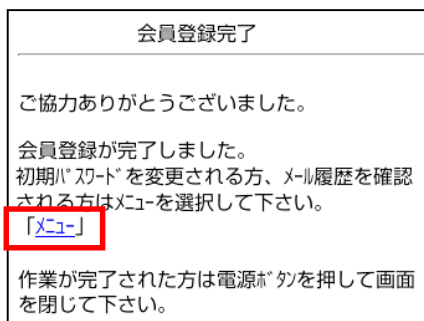 会員登録完了
ご協力ありがとうございました。
会員登録が完了しました。
初期ﾊﾟｽﾜｰﾄﾞを変更される方、ﾒｰﾙ履歴を確認
される方はﾒﾆｭｰを選択して下さい。
「ﾒﾆｭｰ」
作業が完了された方は電源ﾎﾞﾀﾝを押して画面
を閉じて下さい。